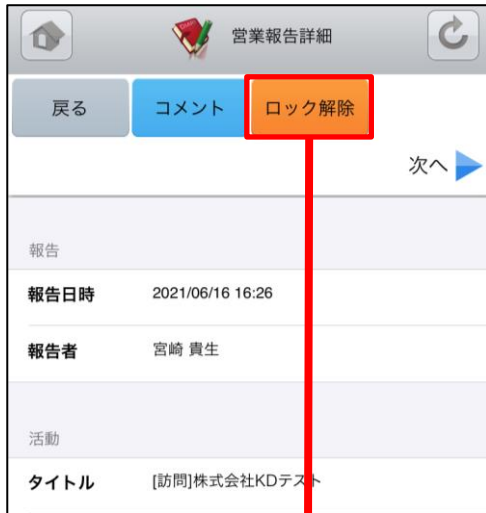 営業報告詳細
戻る コメント ロック解除
次へ
報告
報告日時 2021/06/16 16:26
報告者 宮崎 貴生
活動
タイトル [訪問]株式会社KDテスト